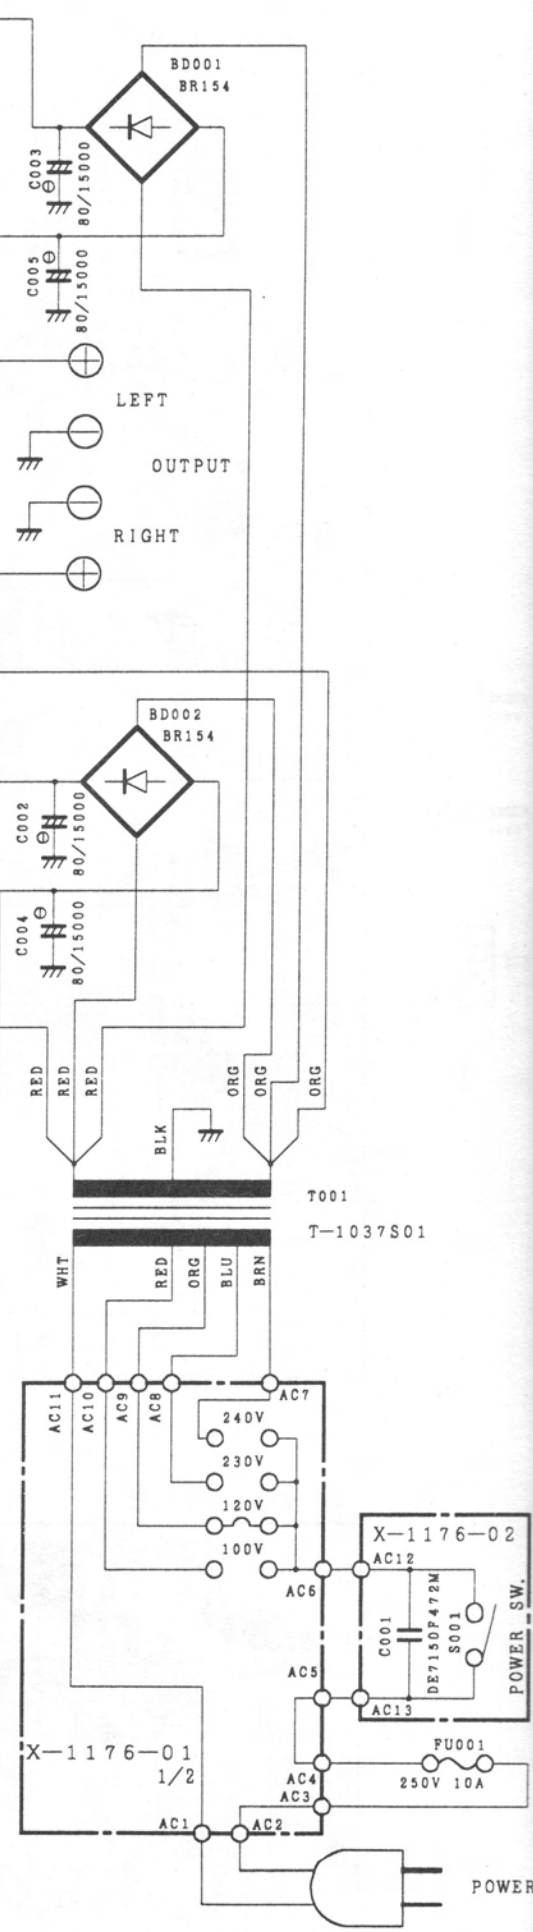 BD001
BR154
C003
⊖
80/15000
C005
⊖
80/15000
LEFT
OUTPUT
RIGHT
BD002
BR154
C002
⊖
80/15000
C004
⊖
80/15000
RED
RED
RED
BLK
ORG
ORG
ORG
T001
T-1037S01
WHT
RED
ORG
BLU
BRN
AC11
AC10
AC9
AC8
AC7
240V
230V
120V
100V
AC6
X-1176-02
AC12
C001
DE7150F472M
S001
POWER SW.
AC13
AC5
X-1176-01
1/2
AC4
AC3
FU001
250V 10A
AC1
AC2
POWER